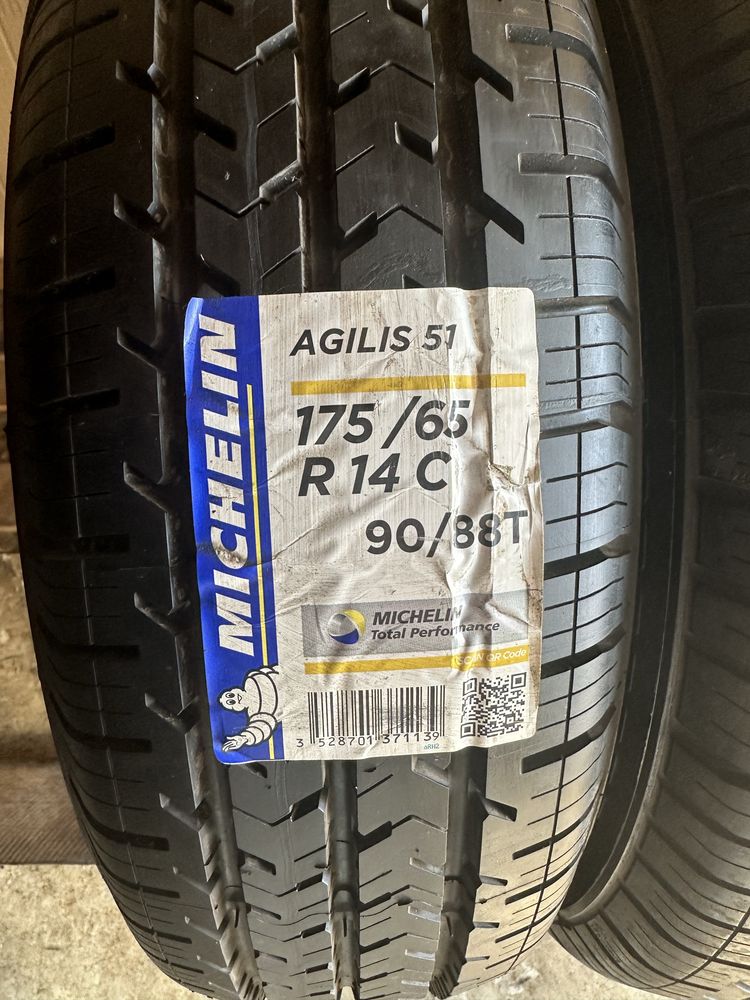 MICHELIN
AGILIS 51
175/65
R 14 C
90/88T
MICHELIN
Total Performance
SCAN QR Code
3 528701 371139